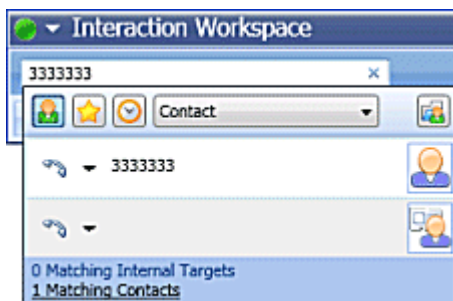 Interaction Workspace
3333333
Contact
3333333
0 Matching Internal Targets
1 Matching Contacts